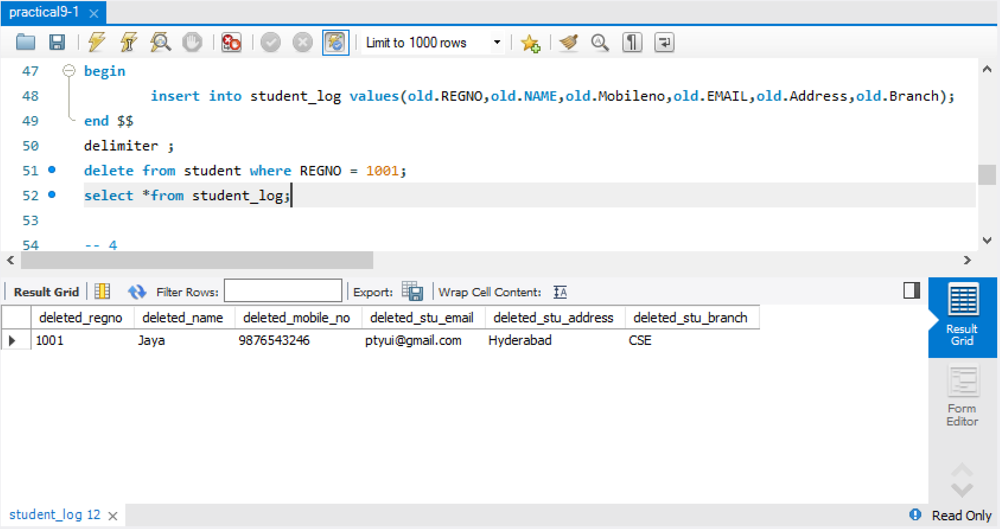 practical9-1
Limit to 1000 rows
47 begin
48 insert into student_log values(old.REGNO,old.NAME,old.Mobileno,old.EMAIL,old.Address,old.Branch);
49 end $$
50 delimiter ;
51 delete from student where REGNO = 1001;
52 select *from student_log;
53
54 -- 4
Result Grid Filter Rows: Export: Wrap Cell Content:
deleted_regno deleted_name deleted_mobile_no deleted_stu_email deleted_stu_address deleted_stu_branch
1001 Jaya 9876543246 ptyui@gmail.com Hyderabad CSE
Result
Grid
Form
Editor
student_log 12
Read Only